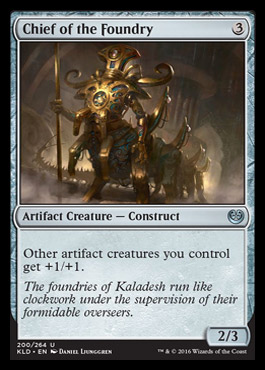 Chief of the Foundry 3
Artifact Creature — Construct
Other artifact creatures you control
get +1/+1.
The foundries of Kaladesh run like
clockwork under the supervision of their
formidable overseers.
2/3
200/264 U
KLD • EN Daniel Ljunggren
™ & © 2016 Wizards of the Coast